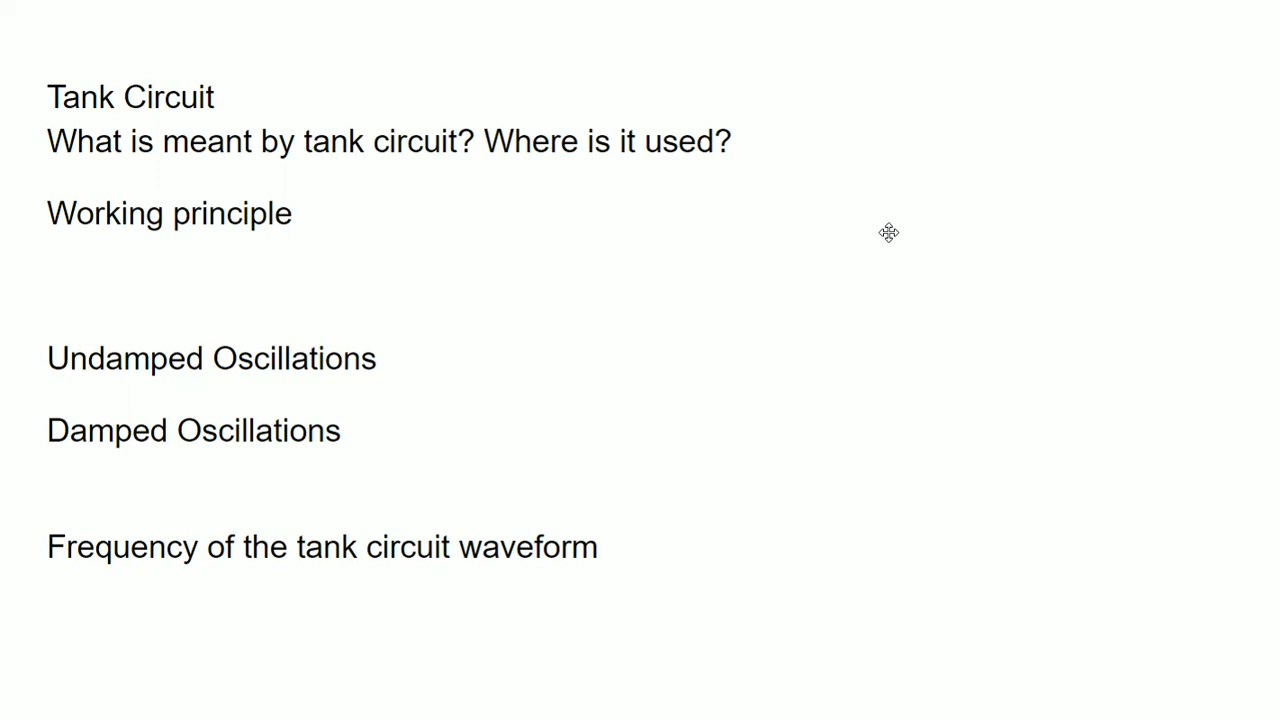 Tank Circuit
What is meant by tank circuit? Where is it used?
Working principle
Undamped Oscillations
Damped Oscillations
Frequency of the tank circuit waveform